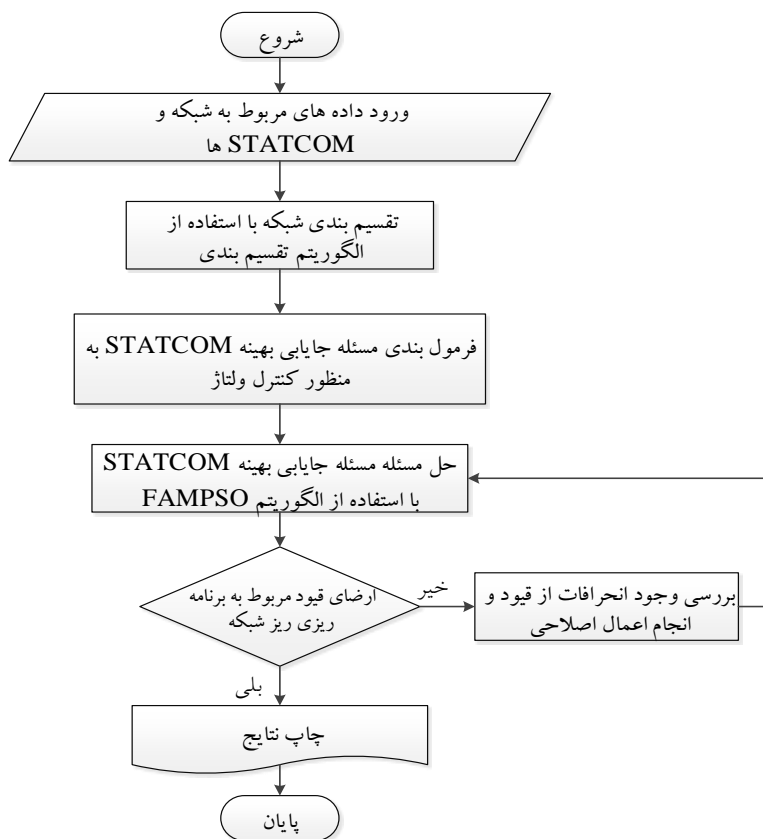 شروع
ورود داده های مربوط به شبکه و
STATCOM ها
تقسیم بندی شبکه با استفاده از
الگوریتم تقسیم بندی
فرمول بندی مسئله جایابی بهینه STATCOM به
منظور کنترل ولتاژ
حل مسئله مسئله جایابی بهینه STATCOM
با استفاده از الگوریتم FAMPSO
ارضای قیود مربوط به برنامه
ریزی ریز شبکه
خیر
بررسی وجود انحرافات از قیود و
انجام اعمال اصلاحی
بلی
چاپ نتایج
پایان